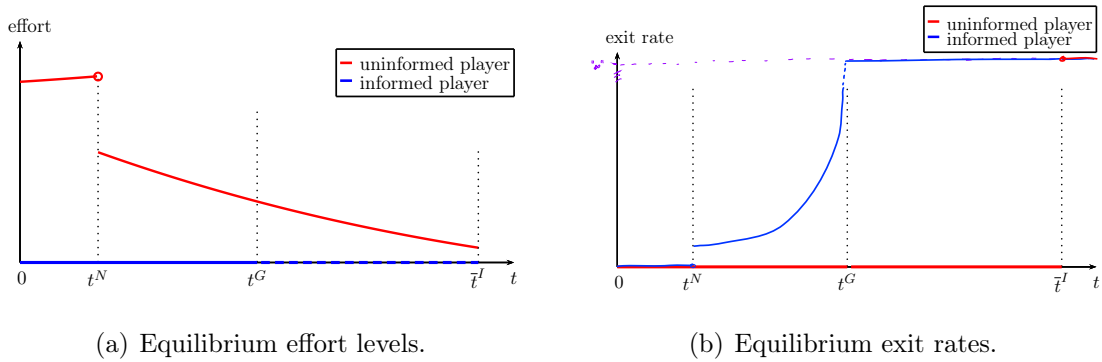 effort
uninformed player
informed player
0
t^N
t^G
t̄^I
t
(a) Equilibrium effort levels.
exit rate
uninformed player
informed player
0
t^N
t^G
t̄^I
t
(b) Equilibrium exit rates.